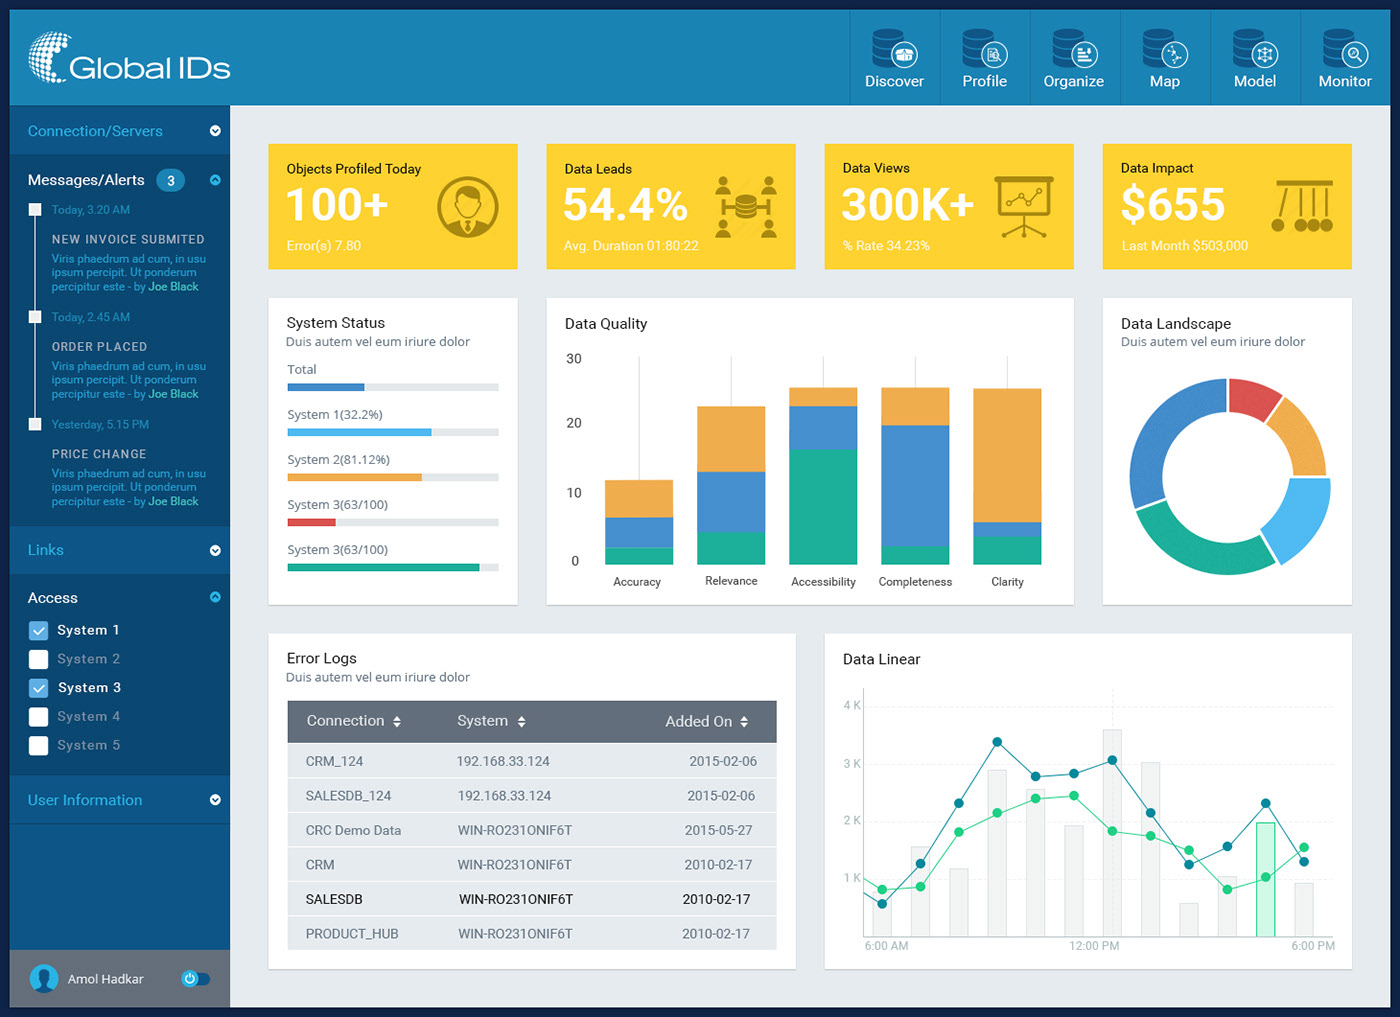 Global IDs
Discover
Profile
Organize
Map
Model
Monitor
Connection/Servers
Messages/Alerts 3
Today, 3.20 AM
NEW INVOICE SUBMITED
Viris phaedrum ad cum, in usu
ipsum percipit. Ut ponderum
percipitur este - by Joe Black
Today, 2.45 AM
ORDER PLACED
Viris phaedrum ad cum, in usu
ipsum percipit. Ut ponderum
percipitur este - by Joe Black
Yesterday, 5.15 PM
PRICE CHANGE
Viris phaedrum ad cum, in usu
ipsum percipit. Ut ponderum
percipitur este - by Joe Black
Links
Access
System 1
System 2
System 3
System 4
System 5
User Information
Amol Hadkar
Objects Profiled Today
100+
Error(s) 7.80
Data Leads
54.4%
Avg. Duration 01:80:22
Data Views
300K+
% Rate 34.23%
Data Impact
$655
Last Month $503,000
System Status
Duis autem vel eum iriure dolor
Total
System 1(32.2%)
System 2(81.12%)
System 3(63/100)
System 3(63/100)
Data Quality
30
20
10
0
Accuracy Relevance Accessibility Completeness Clarity
Data Landscape
Duis autem vel eum iriure dolor
Error Logs
Duis autem vel eum iriure dolor
Connection System Added On
CRM_124 192.168.33.124 2015-02-06
SALESDB_124 192.168.33.124 2015-02-06
CRC Demo Data WIN-RO231ONIF6T 2015-05-27
CRM WIN-RO231ONIF6T 2010-02-17
SALESDB WIN-RO231ONIF6T 2010-02-17
PRODUCT_HUB WIN-RO231ONIF6T 2010-02-17
Data Linear
4 K
3 K
2 K
1 K
6:00 AM 12:00 PM 6:00 PM